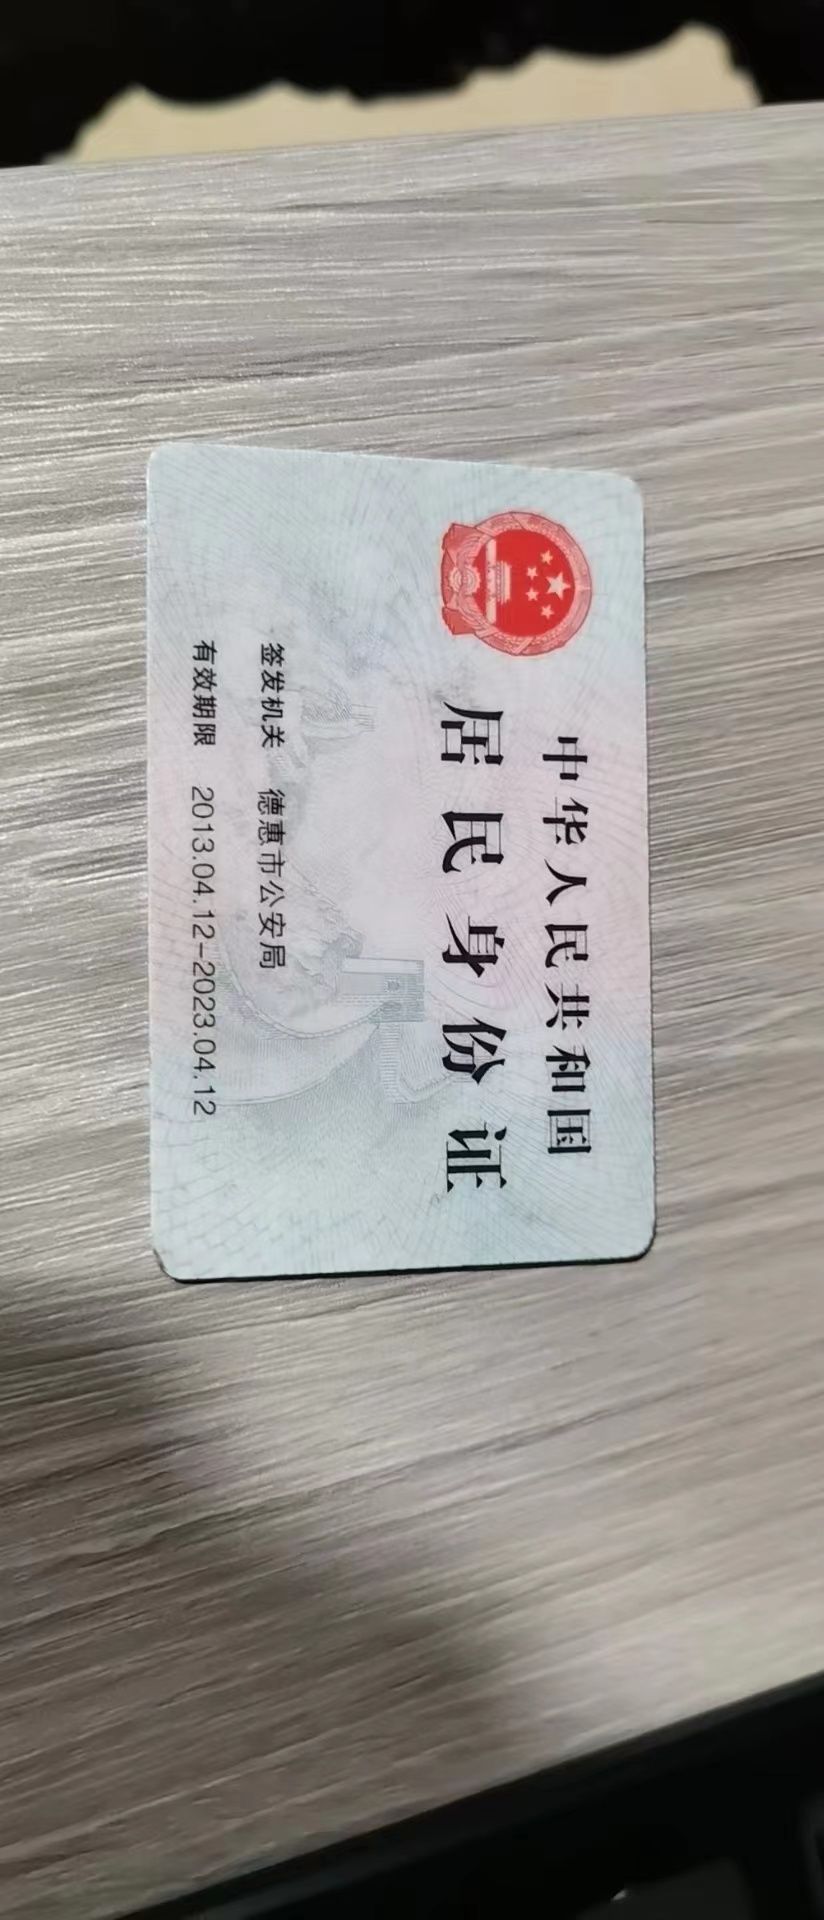 中华人民共和国
居民身份证
签发机关 德惠市公安局
有效期限 2013.04.12-2023.04.12